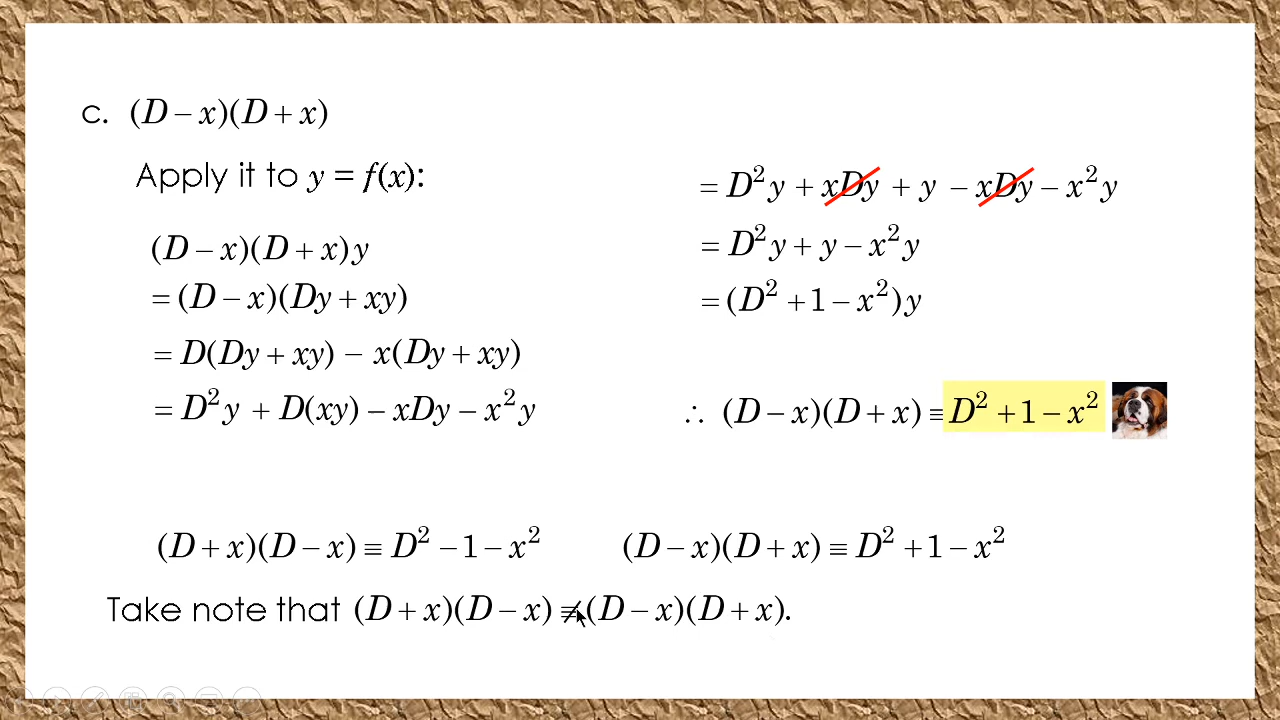 c. (D − x)(D + x)
Apply it to y = f(x):
(D − x)(D + x)y
= (D − x)(Dy + xy)
= D(Dy + xy) − x(Dy + xy)
= D²y + D(xy) − xDy − x²y
= D²y + xDy + y − xDy − x²y
= D²y + y − x²y
= (D² + 1 − x²)y
∴ (D − x)(D + x) ≡ D² + 1 − x²
(D + x)(D − x) ≡ D² − 1 − x² (D − x)(D + x) ≡ D² + 1 − x²
Take note that (D + x)(D − x) ≢ (D − x)(D + x).